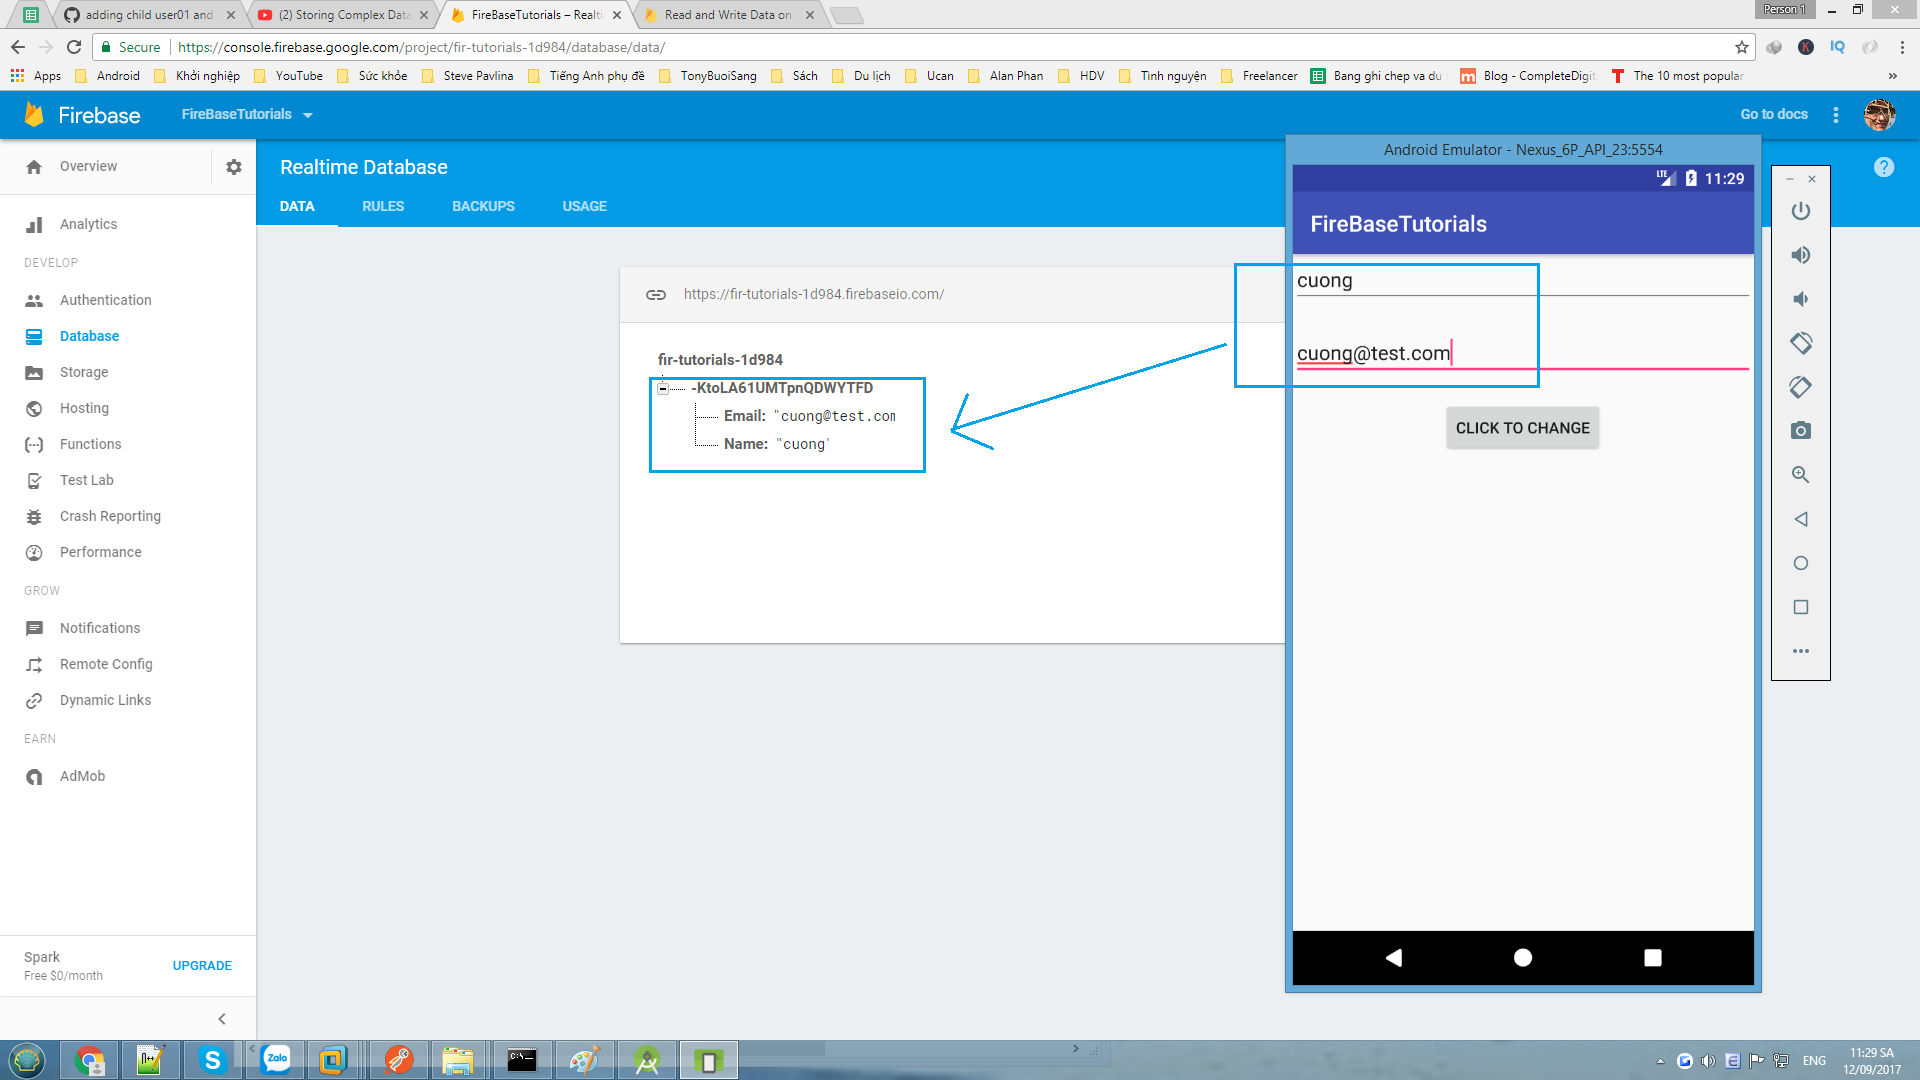 adding child user01 and
(2) Storing Complex Data
FireBaseTutorials – Realti
Read and Write Data on
Person 1
Secure
https://console.firebase.google.com/project/fir-tutorials-1d984/database/data/
K
IQ
Apps
Android
Khởi nghiệp
YouTube
Sức khỏe
Steve Pavlina
Tiếng Anh phụ đề
TonyBuoiSang
Sách
Du lịch
Ucan
Alan Phan
HDV
Tình nguyện
Freelancer
Bang ghi chep va du
Blog - CompleteDigit
The 10 most popular
»
Firebase
FireBaseTutorials
Go to docs
Overview
Realtime Database
DATA
RULES
BACKUPS
USAGE
Analytics
DEVELOP
Authentication
Database
Storage
Hosting
Functions
Test Lab
Crash Reporting
Performance
GROW
Notifications
Remote Config
Dynamic Links
EARN
AdMob
Spark
Free $0/month
UPGRADE
https://fir-tutorials-1d984.firebaseio.com/
fir-tutorials-1d984
-KtoLA61UMTpnQDWYTFD
Email: "cuong@test.com
Name: "cuong'
Android Emulator - Nexus_6P_API_23:5554
LTE
11:29
FireBaseTutorials
cuong
cuong@test.com
CLICK TO CHANGE
Zalo
ENG
11:29 SA
12/09/2017